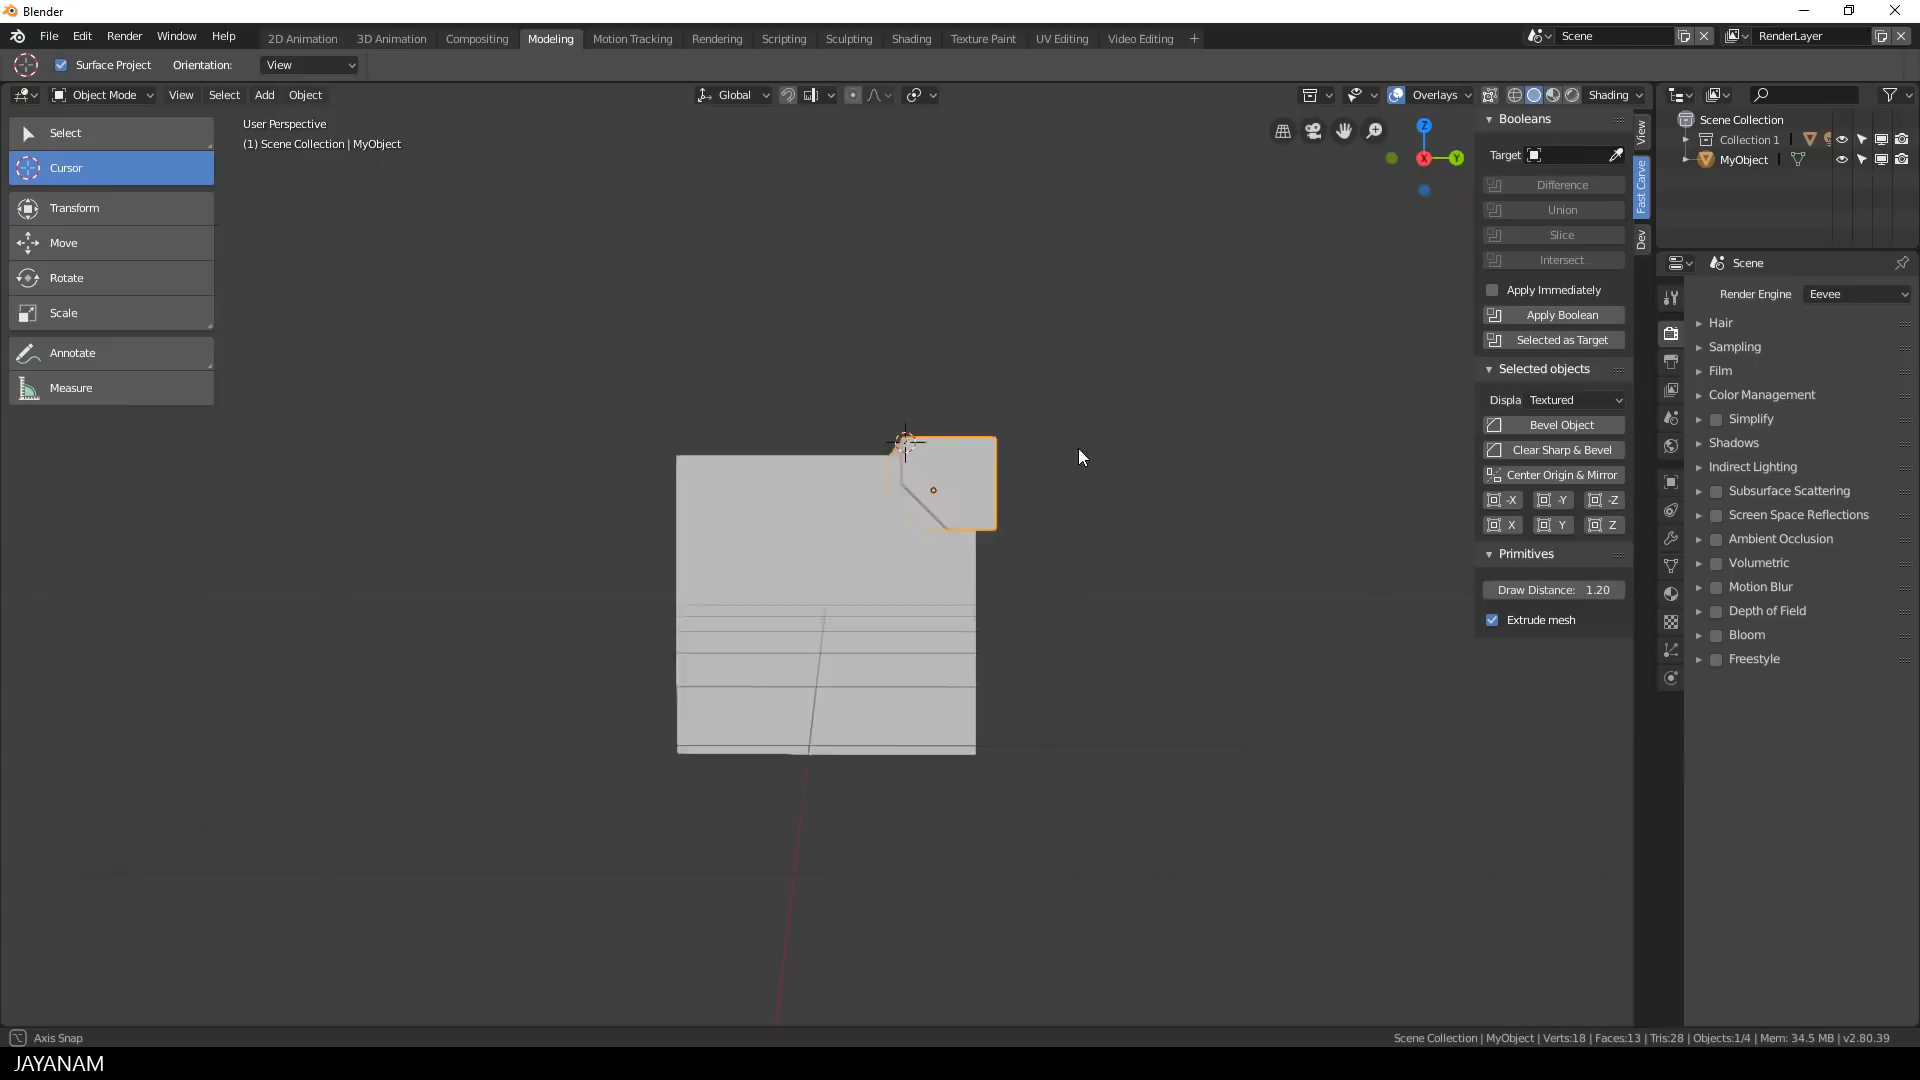 Blender
File Edit Render Window Help 2D Animation 3D Animation Compositing Modeling Motion Tracking Rendering Scripting Sculpting Shading Texture Paint UV Editing Video Editing Scene RenderLayer
Surface Project Orientation: View
Object Mode View Select Add Object Global Overlays Shading
Select
Cursor
Transform
Move
Rotate
Scale
Annotate
Measure
User Perspective
(1) Scene Collection | MyObject
Z
X
Y
Booleans
Target
Difference
Union
Slice
Intersect
Apply Immediately
Apply Boolean
Selected as Target
Selected objects
Displa Textured
Bevel Object
Clear Sharp & Bevel
Center Origin & Mirror
-X -Y -Z
X Y Z
Primitives
Draw Distance: 1.20
Extrude mesh
View
Fast Carve
Dev
Scene Collection
Collection 1
MyObject
Scene
Render Engine Eevee
Hair
Sampling
Film
Color Management
Simplify
Shadows
Indirect Lighting
Subsurface Scattering
Screen Space Reflections
Ambient Occlusion
Volumetric
Motion Blur
Depth of Field
Bloom
Freestyle
Axis Snap
Scene Collection | MyObject | Verts:18 | Faces:13 | Tris:28 | Objects:1/4 | Mem: 34.5 MB | v2.80.39
JAYANAM